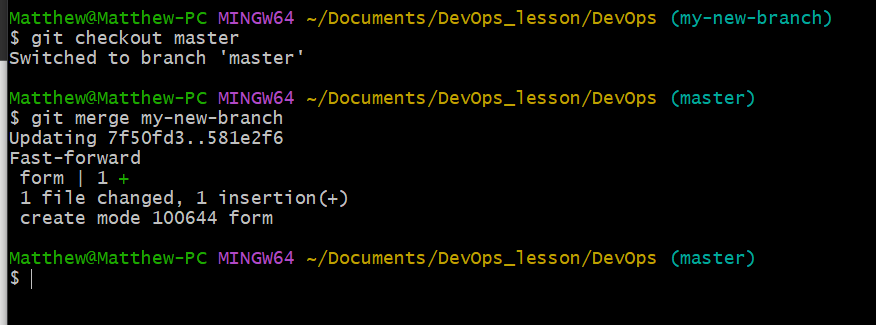 Matthew@Matthew-PC MINGW64 ~/Documents/DevOps_lesson/DevOps (my-new-branch)
$ git checkout master
Switched to branch 'master'
Matthew@Matthew-PC MINGW64 ~/Documents/DevOps_lesson/DevOps (master)
$ git merge my-new-branch
Updating 7f50fd3..581e2f6
Fast-forward
 form | 1 +
 1 file changed, 1 insertion(+)
 create mode 100644 form
Matthew@Matthew-PC MINGW64 ~/Documents/DevOps_lesson/DevOps (master)
$